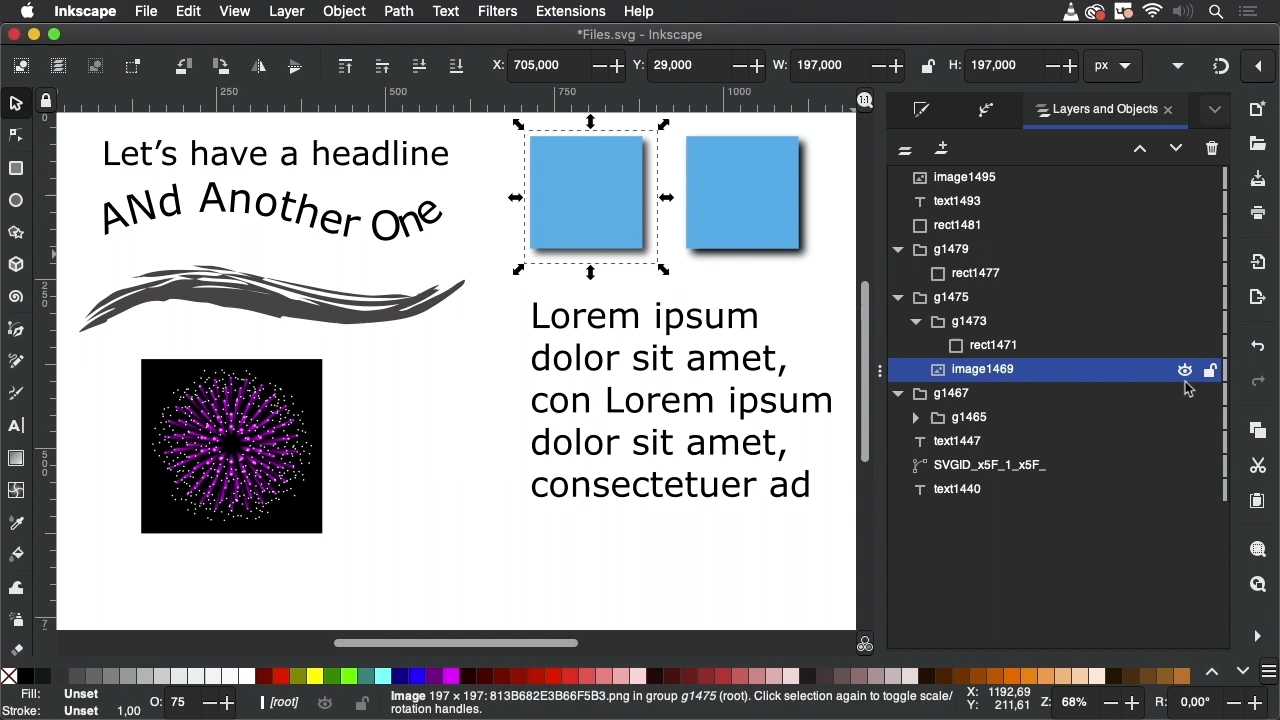 Inkscape File Edit View Layer Object Path Text Filters Extensions Help
*Files.svg - Inkscape
X: 705,000 Y: 29,000 W: 197,000 H: 197,000 px
250 500 750 1000
Layers and Objects
0
250
500
7
Let's have a headline
ANd Another One
Lorem ipsum
dolor sit amet,
con Lorem ipsum
dolor sit amet,
consectetuer ad
image1495
text1493
rect1481
g1479
rect1477
g1475
g1473
rect1471
image1469
g1467
g1465
text1447
SVGID_x5F_1_x5F_
text1440
Fill: Unset
Stroke: Unset 1,00
O: 75
[root]
Image 197 × 197: 813B682E3B66F5B3.png in group g1475 (root). Click selection again to toggle scale/
rotation handles.
X: 1192,69
Y: 211,61
Z: 68%
R: 0,00°